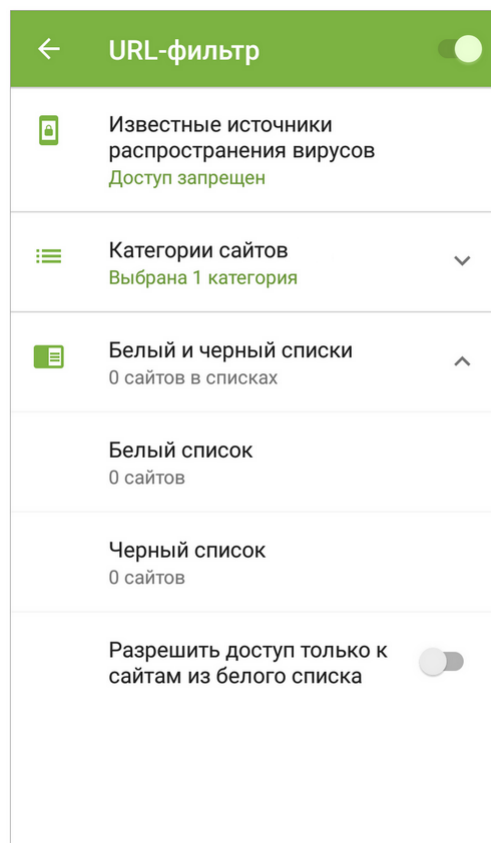 URL-фильтр
Известные источники
распространения вирусов
Доступ запрещен
Категории сайтов
Выбрана 1 категория
Белый и черный списки
0 сайтов в списках
Белый список
0 сайтов
Черный список
0 сайтов
Разрешить доступ только к
сайтам из белого списка